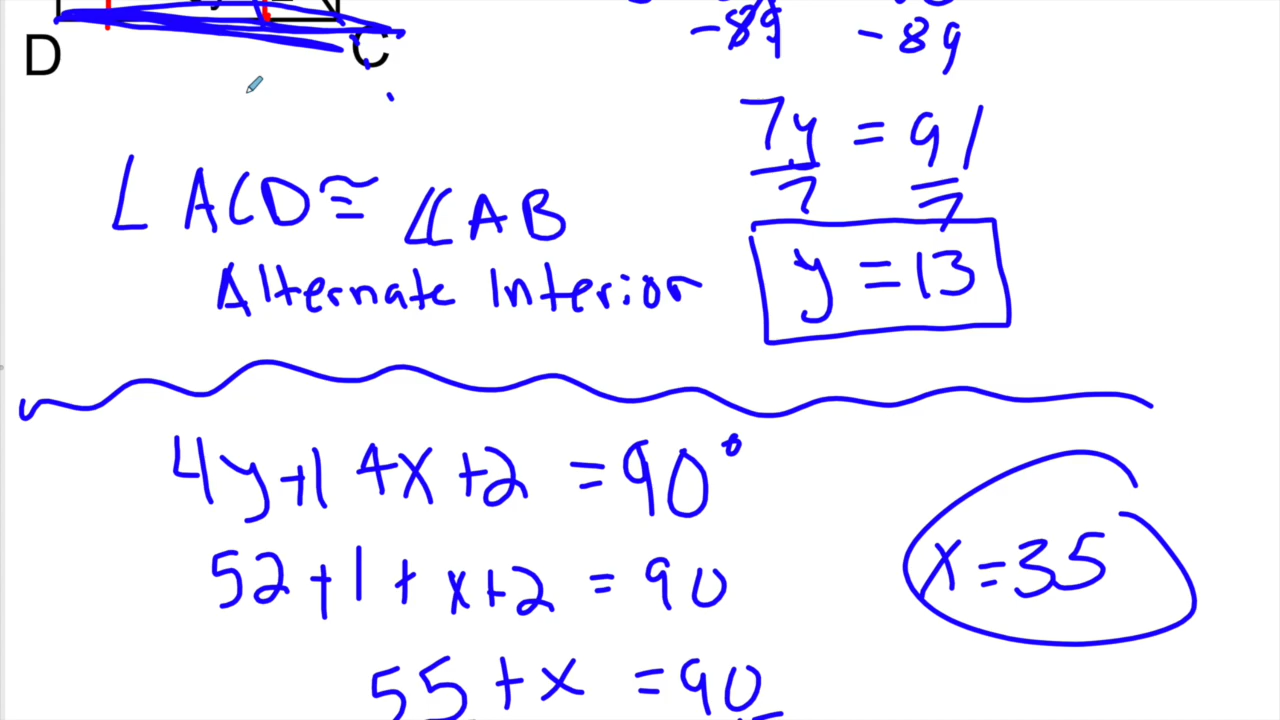 D C
-89 -89
7y = 91
7 7
∠ACD ≅ ∠CAB
y = 13
Alternate Interior
4y+1 +x+2 = 90°
52+1+x+2 = 90
x=35
55+x = 90